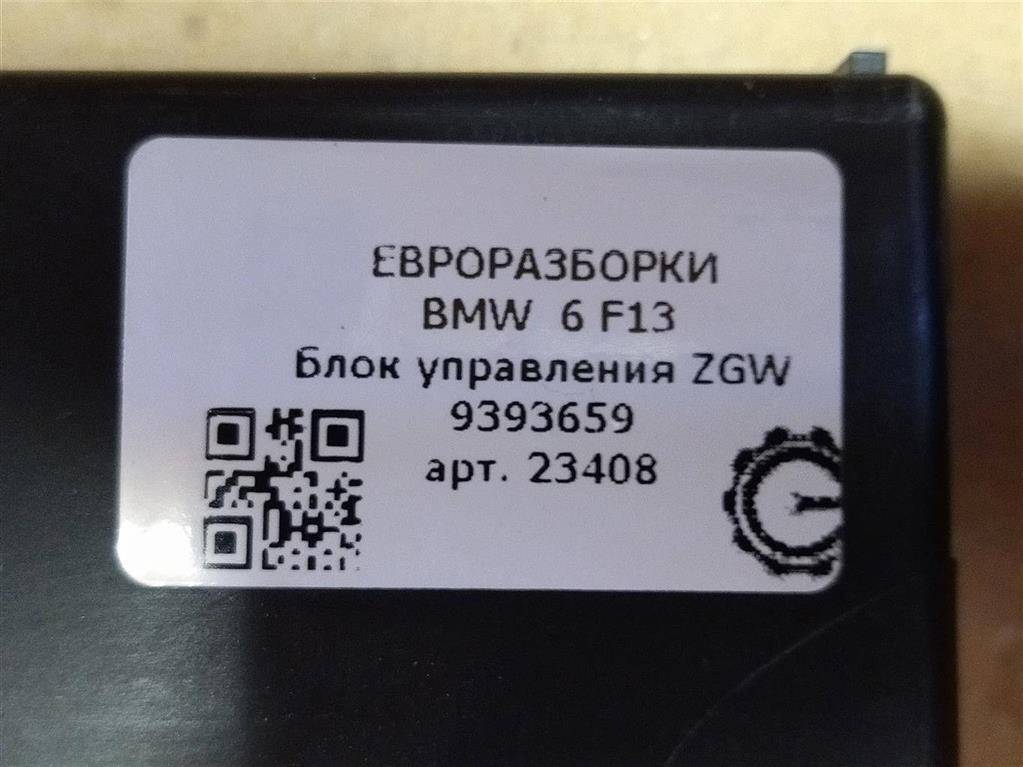 ЕВРОРАЗБОРКИ
BMW 6 F13
Блок управления ZGW
9393659
арт. 23408